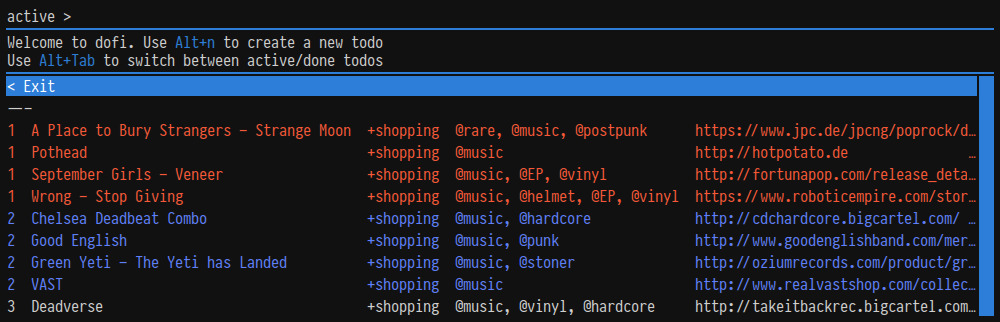 active >
Welcome to dofi. Use Alt+n to create a new todo
Use Alt+Tab to switch between active/done todos
< Exit
---
1 A Place to Bury Strangers - Strange Moon +shopping @rare, @music, @postpunk https://www.jpc.de/jpcng/poprock/d…
1 Pothead +shopping @music http://hotpotato.de …
1 September Girls - Veneer +shopping @music, @EP, @vinyl http://fortunapop.com/release_deta…
1 Wrong - Stop Giving +shopping @music, @helmet, @EP, @vinyl https://www.roboticempire.com/stor…
2 Chelsea Deadbeat Combo +shopping @music, @hardcore http://cdchardcore.bigcartel.com/ …
2 Good English +shopping @music, @punk http://www.goodenglishband.com/mer…
2 Green Yeti - The Yeti has Landed +shopping @music, @stoner http://oziumrecords.com/product/gr…
2 VAST +shopping @music http://www.realvastshop.com/collec…
3 Deadverse +shopping @music, @vinyl, @hardcore http://takeitbackrec.bigcartel.com…